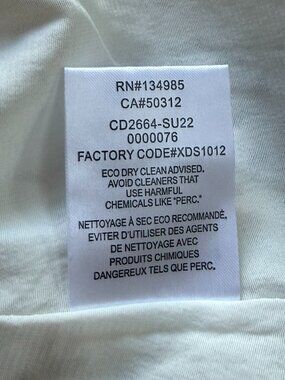 RN#134985
CA#50312
CD2664-SU22
0000076
FACTORY CODE#XDS1012
ECO DRY CLEAN ADVISED.
AVOID CLEANERS THAT
USE HARMFUL
CHEMICALS LIKE "PERC."
NETTOYAGE À SEC ECO RECOMMANDÉ.
EVITER D'UTILISER DES AGENTS
DE NETTOYAGE AVEC
PRODUITS CHIMIQUES
DANGEREUX TELS QUE PERC.